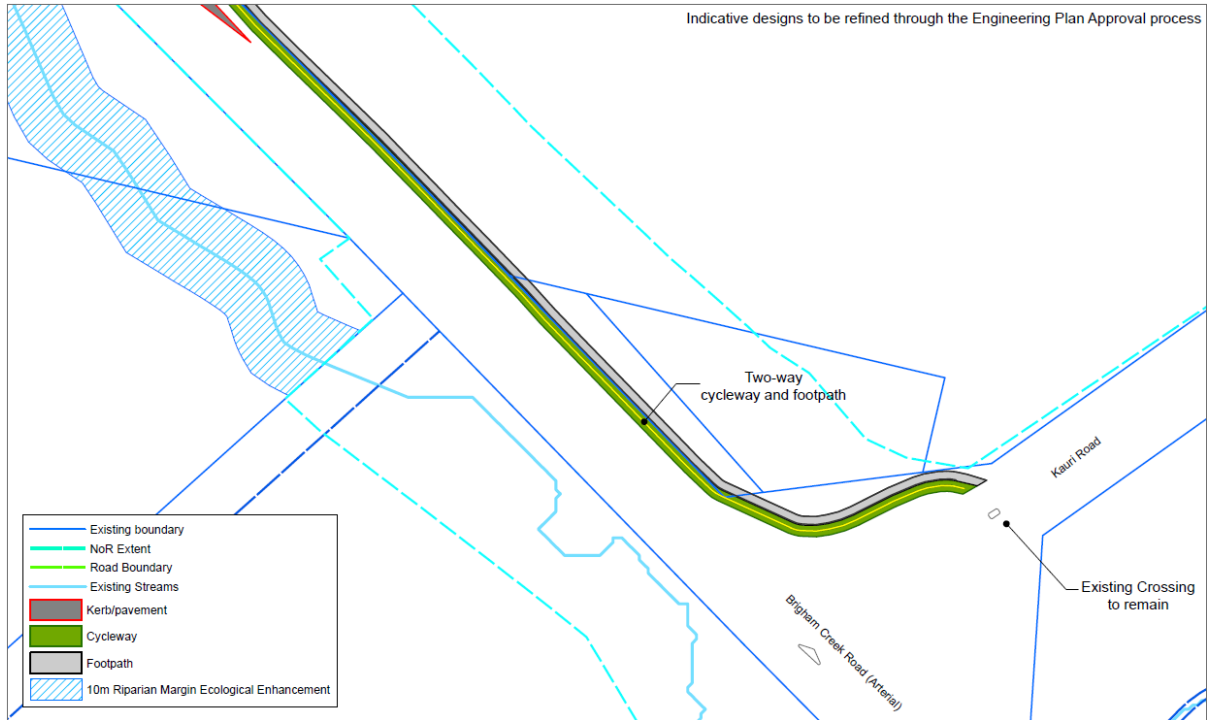 Indicative designs to be refined through the Engineering Plan Approval process
Two-way
cycleway and footpath
Kauri Road
Existing Crossing
to remain
Brigham Creek Road (Arterial)
Existing boundary
NoR Extent
Road Boundary
Existing Streams
Kerb/pavement
Cycleway
Footpath
10m Riparian Margin Ecological Enhancement